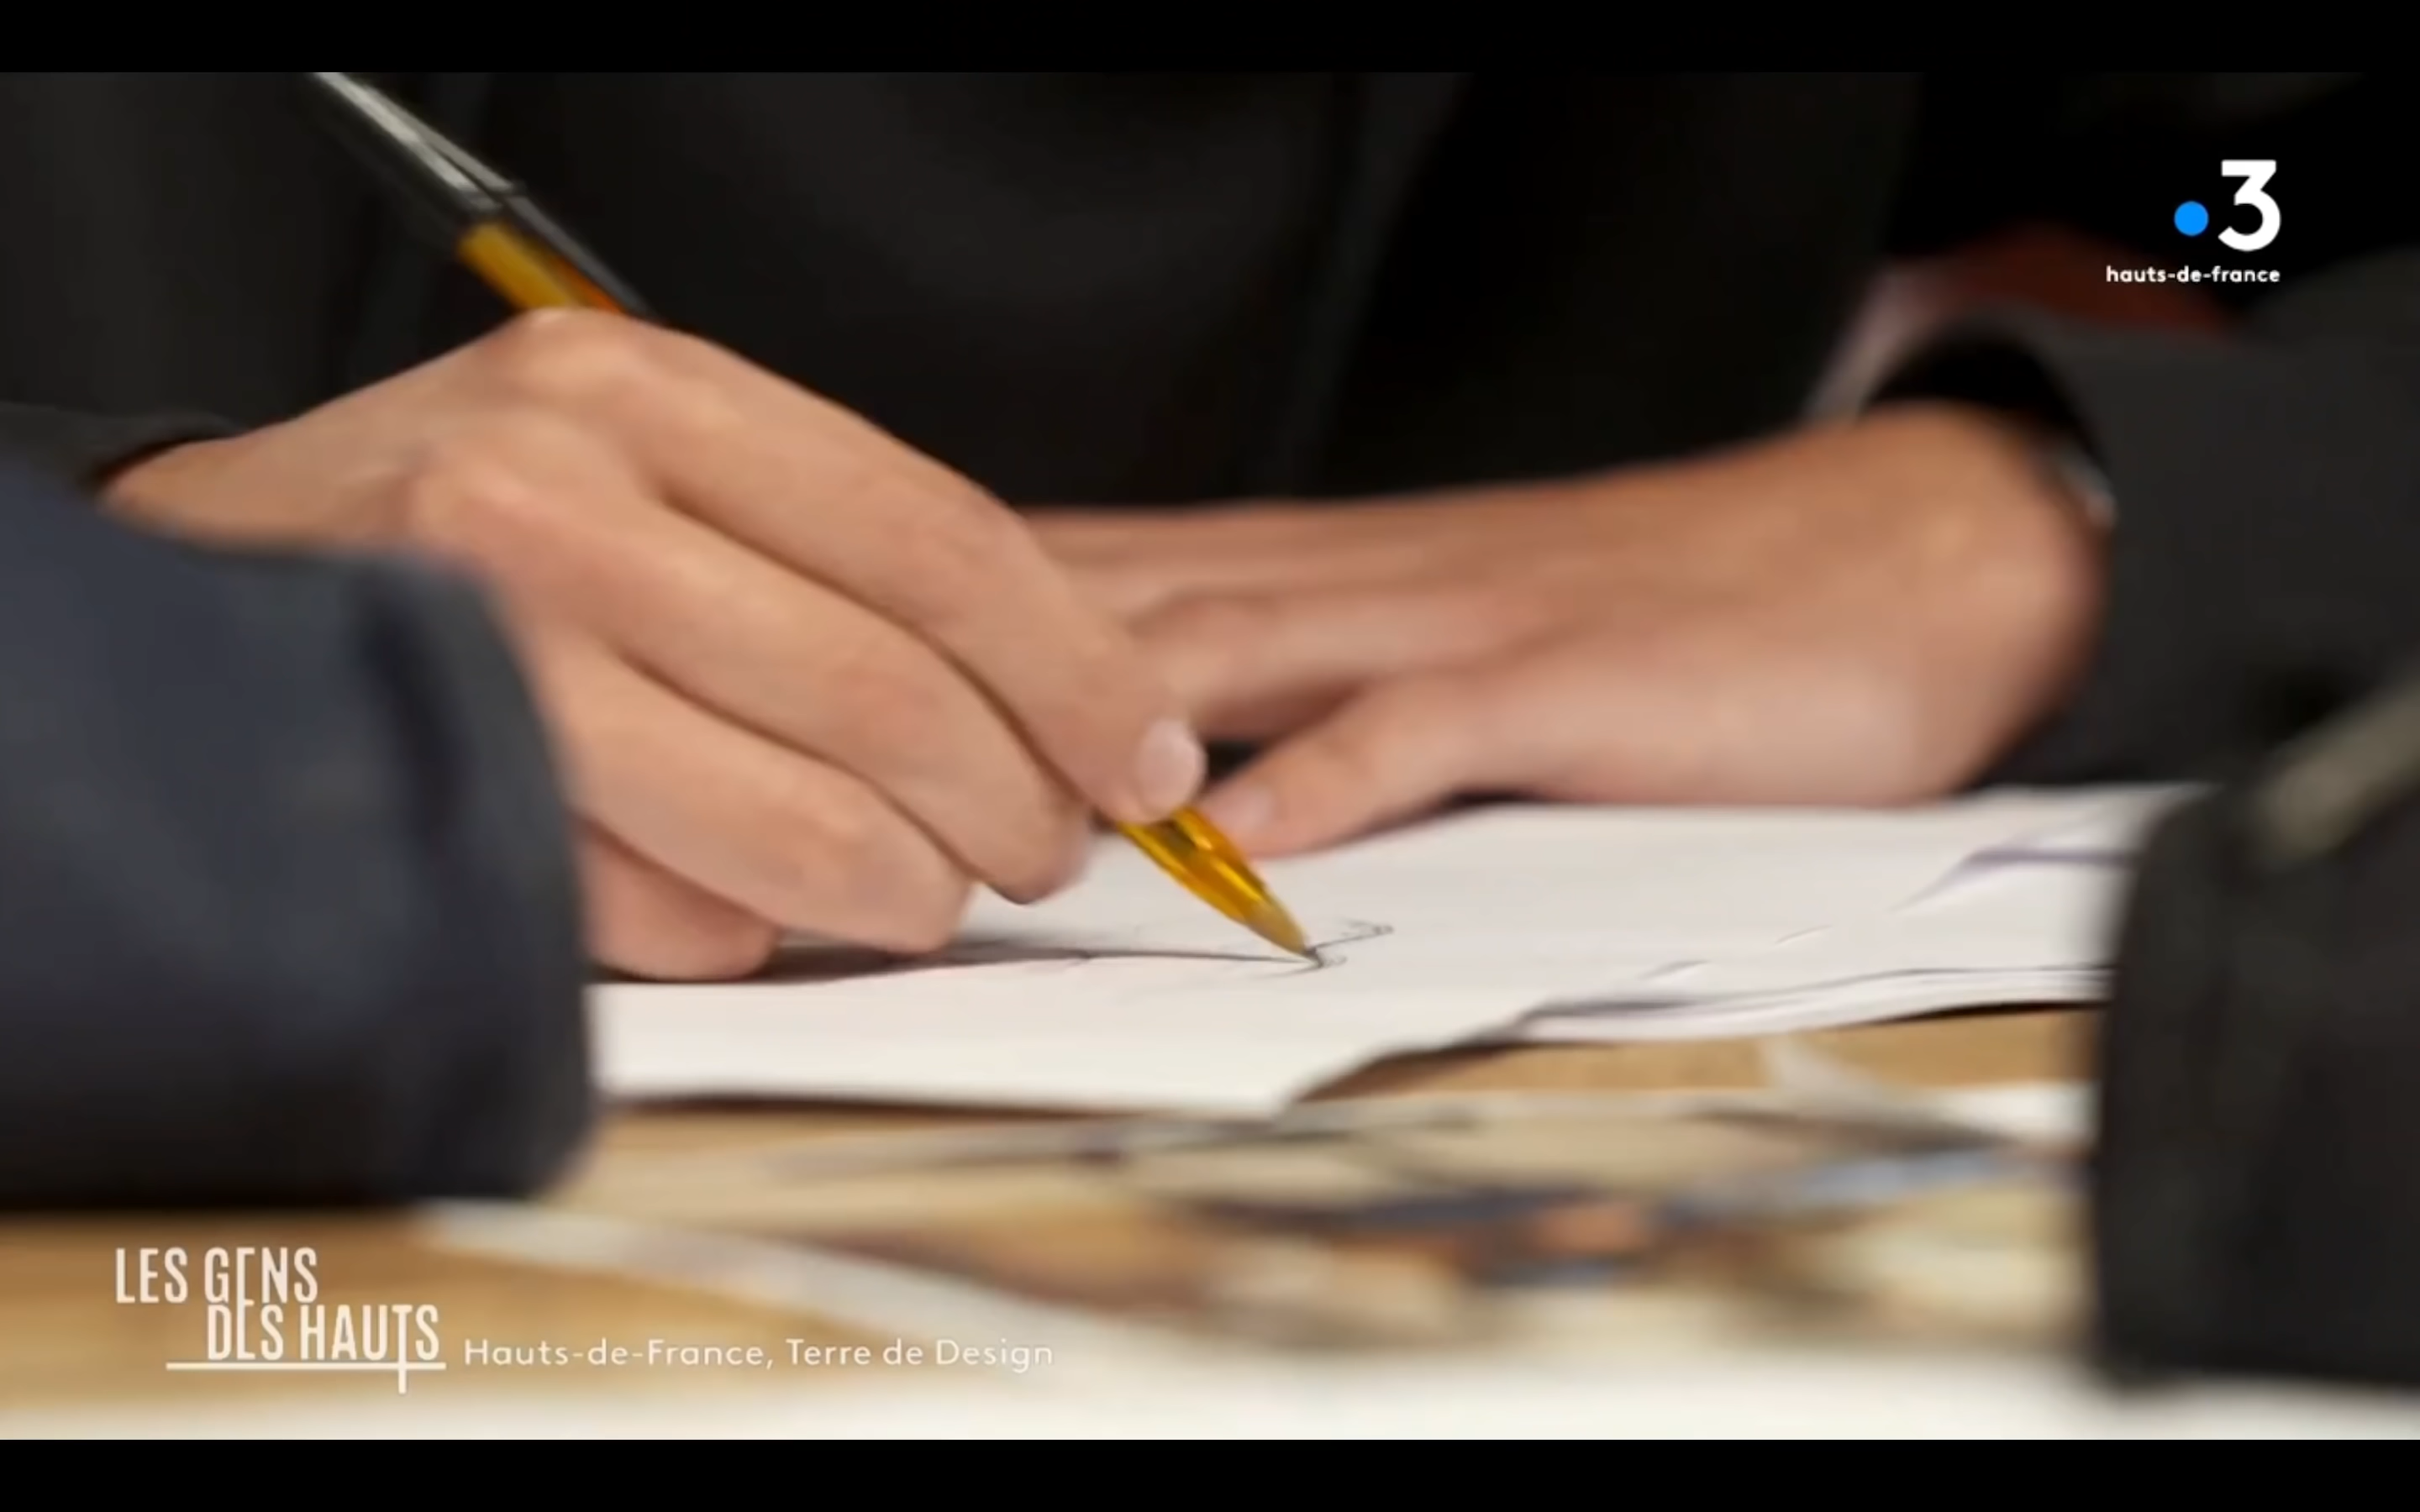 3
hauts-de-france
LES GENS
DES HAUTS
Hauts-de-France, Terre de Design